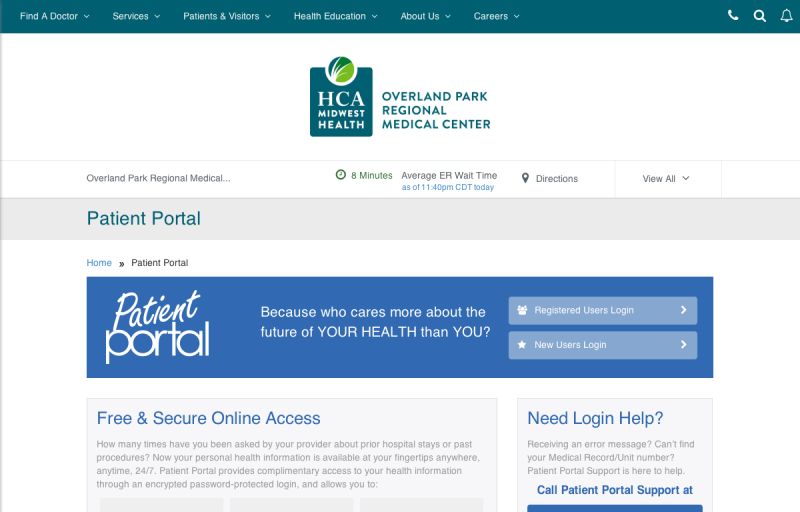 Find A Doctor Services Patients & Visitors Health Education About Us Careers
HCA
MIDWEST
HEALTH
OVERLAND PARK
REGIONAL
MEDICAL CENTER
Overland Park Regional Medical...
8 Minutes Average ER Wait Time
as of 11:40pm CDT today
Directions
View All
Patient Portal
Home » Patient Portal
Patient
portal
Because who cares more about the
future of YOUR HEALTH than YOU?
Registered Users Login
New Users Login
Free & Secure Online Access
How many times have you been asked by your provider about prior hospital stays or past
procedures? Now your personal health information is available at your fingertips anywhere,
anytime, 24/7. Patient Portal provides complimentary access to your health information
through an encrypted password-protected login, and allows you to:
Need Login Help?
Receiving an error message? Can't find
your Medical Record/Unit number?
Patient Portal Support is here to help.
Call Patient Portal Support at